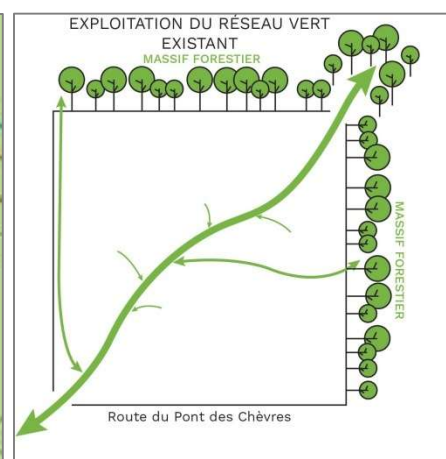 EXPLOITATION DU RÉSEAU VERT
EXISTANT
MASSIF FORESTIER
MASSIF FORESTIER
Route du Pont des Chèvres